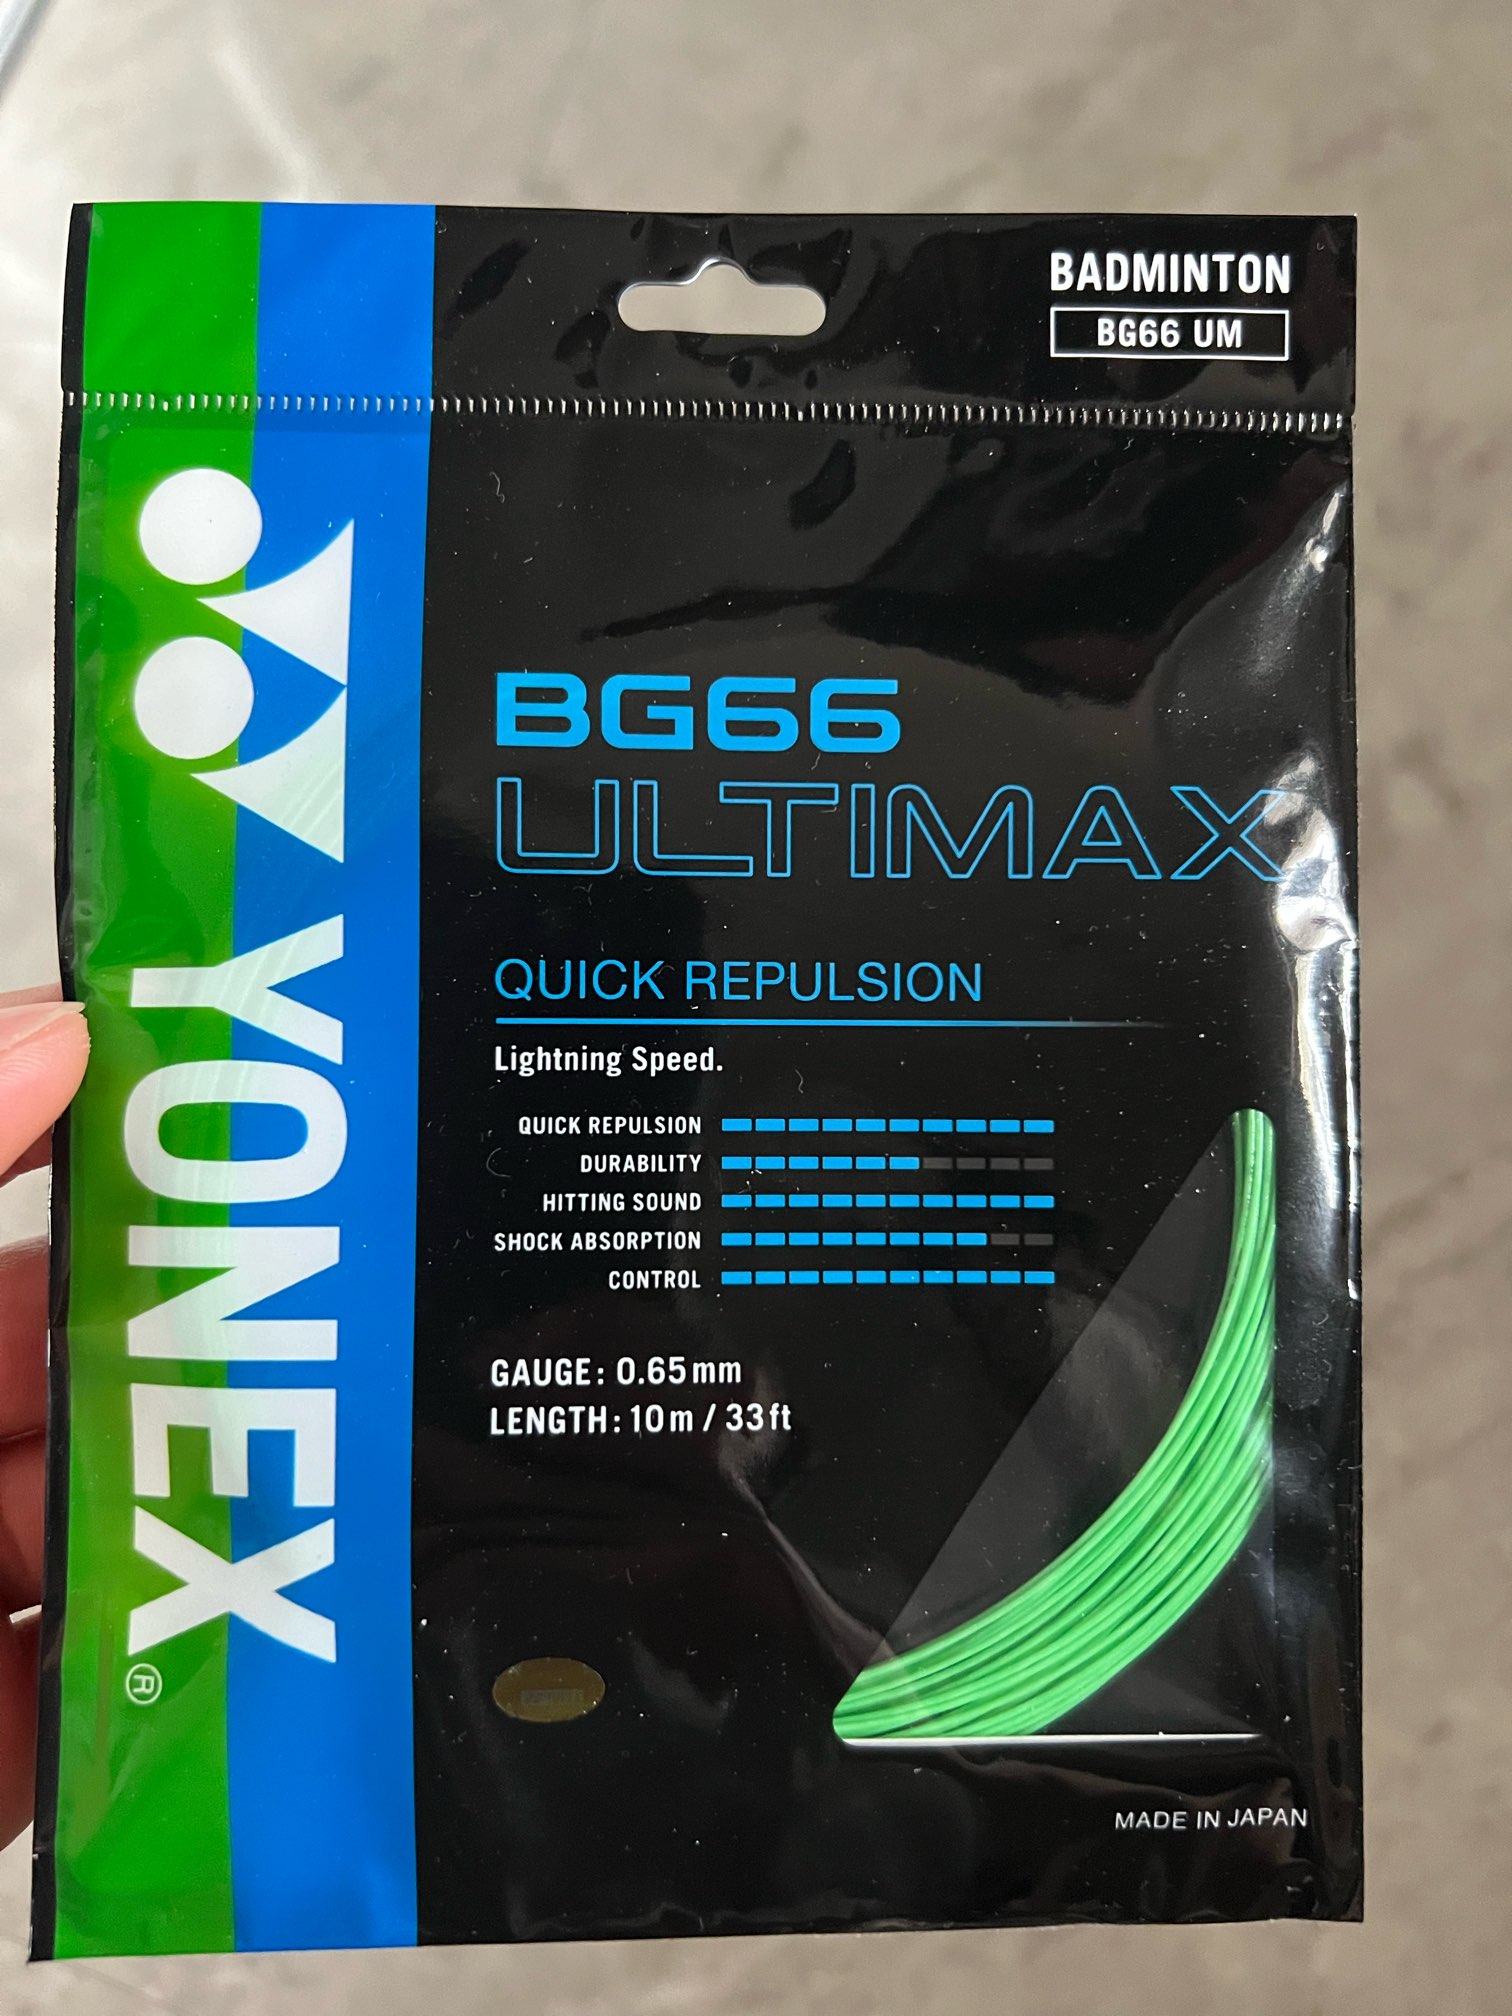 BADMINTON
BG66 UM
YONEX®
BG66
ULTIMAX
QUICK REPULSION
Lightning Speed.
QUICK REPULSION
DURABILITY
HITTING SOUND
SHOCK ABSORPTION
CONTROL
GAUGE: 0.65mm
LENGTH: 10m / 33ft
MADE IN JAPAN